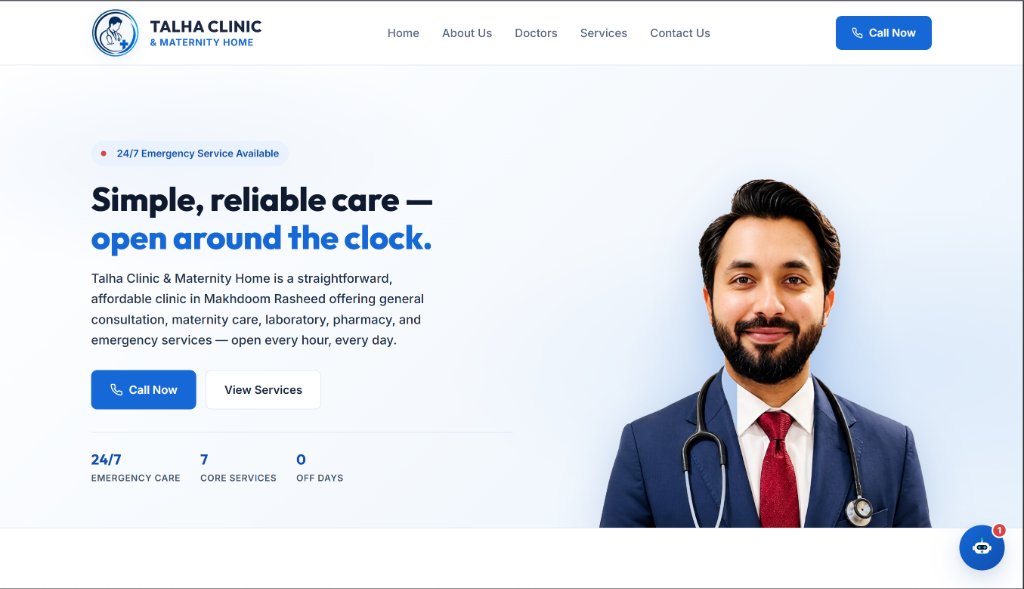 TALHA CLINIC
& MATERNITY HOME
Home
About Us
Doctors
Services
Contact Us
Call Now
24/7 Emergency Service Available
Simple, reliable care —
open around the clock.
Talha Clinic & Maternity Home is a straightforward,
affordable clinic in Makhdoom Rasheed offering general
consultation, maternity care, laboratory, pharmacy, and
emergency services — open every hour, every day.
Call Now
View Services
24/7
EMERGENCY CARE
7
CORE SERVICES
0
OFF DAYS
1